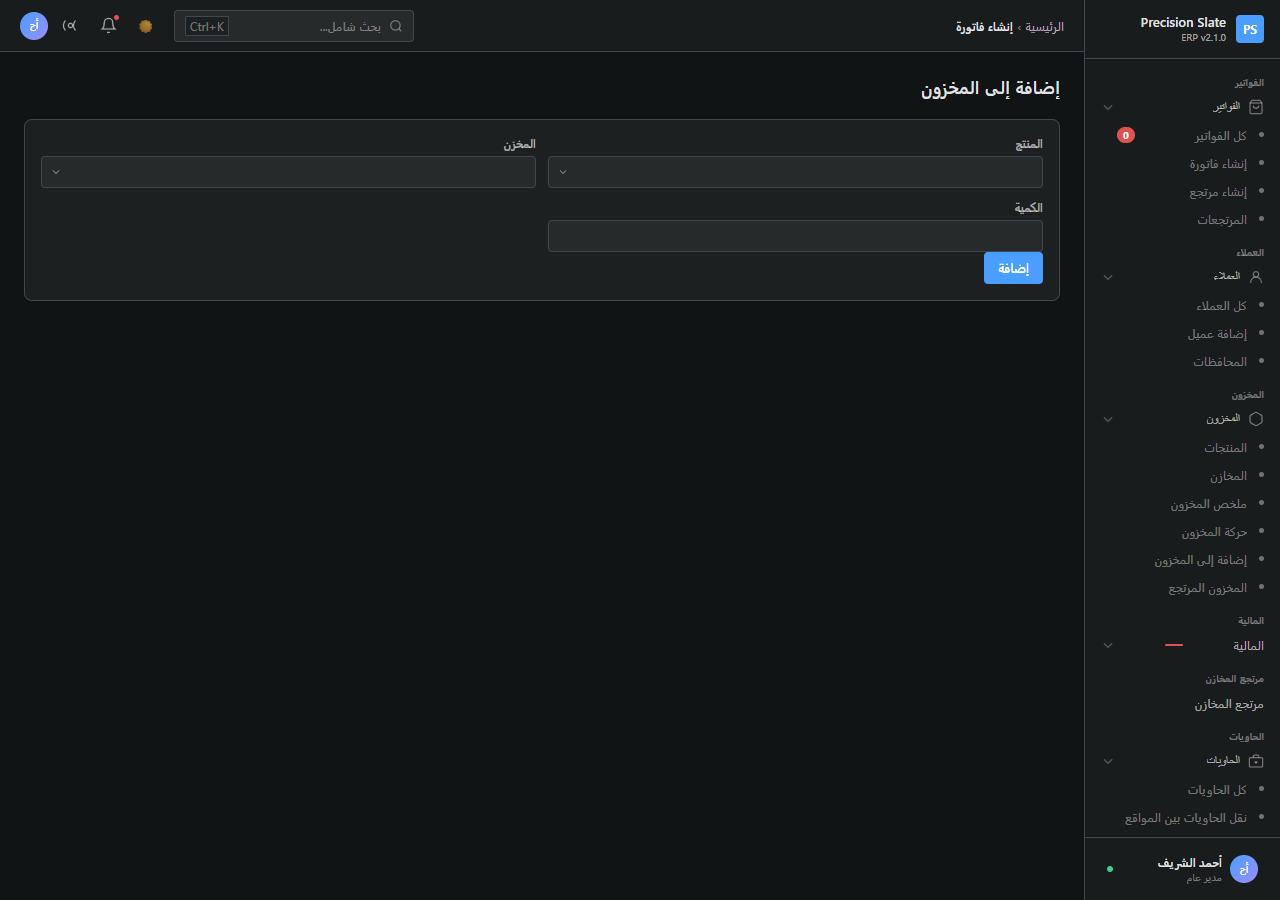 Precision Slate
PS
ERP v2.1.0
الرئيسية › إنشاء فاتورة
بحث شامل...
Ctrl+K
أح
الفواتير
الفواتير
كل الفواتير
0
إنشاء فاتورة
إنشاء مرتجع
المرتجعات
العملاء
العملاء
كل العملاء
إضافة عميل
المحافظات
المخزون
المخزون
المنتجات
المخازن
ملخص المخزون
حركة المخزون
إضافة إلى المخزون
المخزون المرتجع
المالية
المالية
مرتجع المخازن
مرتجع المخازن
الحاويات
الحاويات
كل الحاويات
نقل الحاويات بين المواقع
أح
أحمد الشريف
مدير عام
إضافة إلى المخزون
المنتج
المخزن
الكمية
إضافة